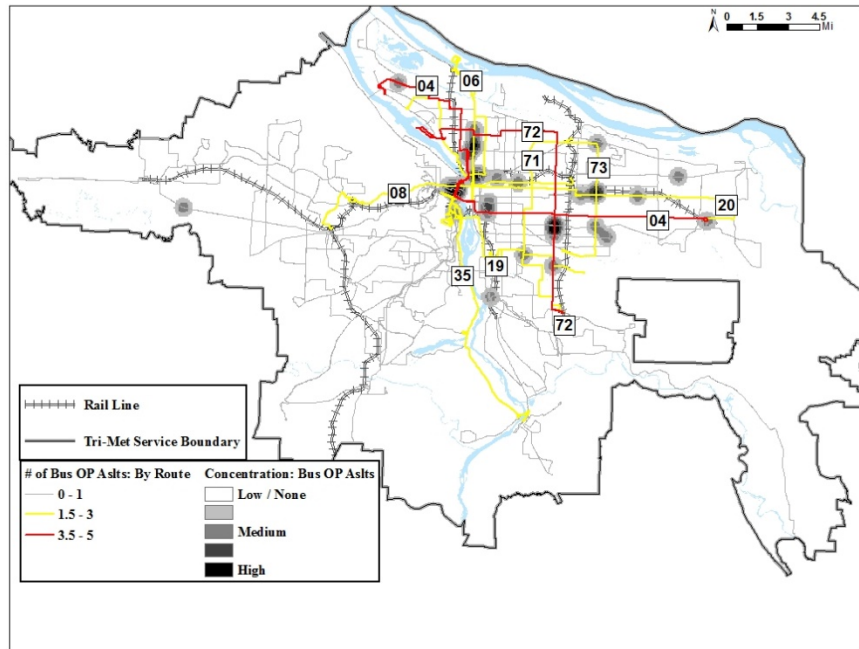 N
0 1.5 3 4.5
Mi
04
06
72
71
73
08
20
04
19
35
72
Rail Line
Tri-Met Service Boundary
# of Bus OP Aslts: By Route
0 - 1
1.5 - 3
3.5 - 5
Concentration: Bus OP Aslts
Low / None
Medium
High